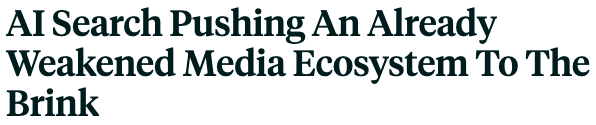 AI Search Pushing An Already
Weakened Media Ecosystem To The
Brink